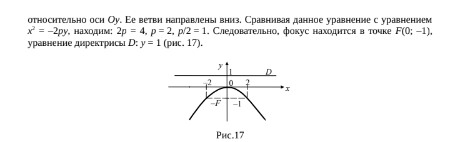 относительно оси Oy. Ее ветви направлены вниз. Сравнивая данное уравнение с уравнением
x² = –2py, находим: 2p = 4, p = 2, p/2 = 1. Следовательно, фокус находится в точке F(0; –1),
уравнение директрисы D: y = 1 (рис. 17).
y
1 D
–2 0 2 x
–F –1
Рис.17